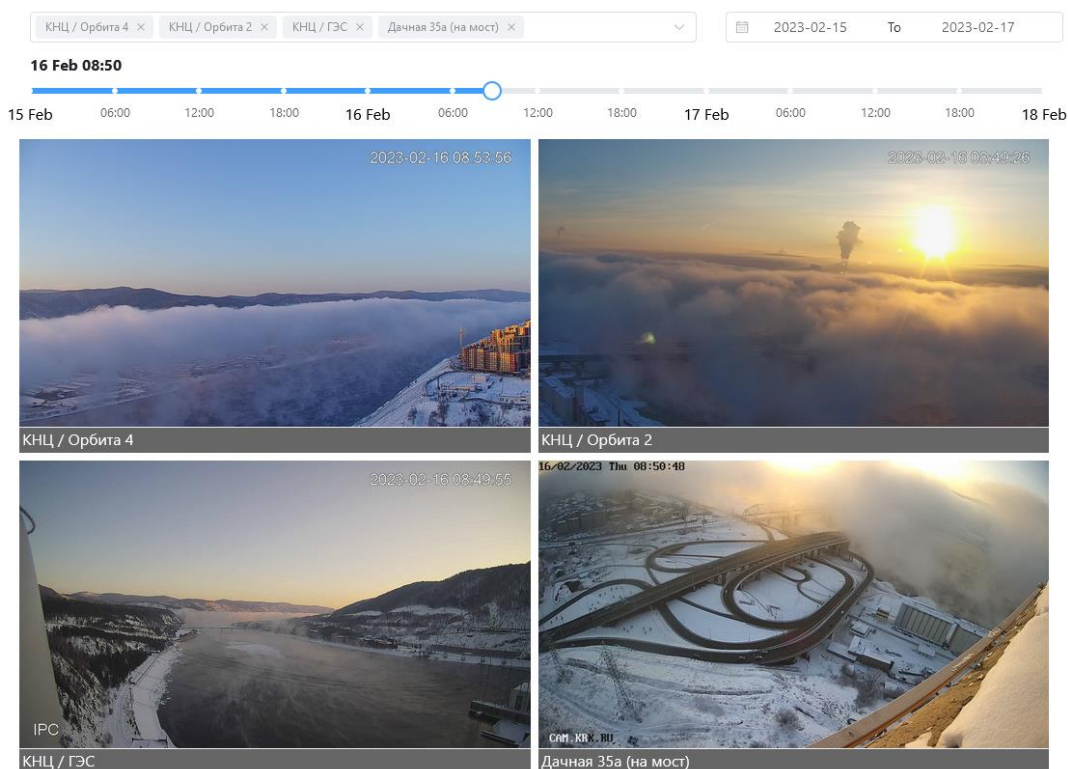 КНЦ / Орбита 4 × КНЦ / Орбита 2 × КНЦ / ГЭС × Дачная 35а (на мост) × 2023-02-15 To 2023-02-17
16 Feb 08:50
15 Feb 06:00 12:00 18:00 16 Feb 06:00 12:00 18:00 17 Feb 06:00 12:00 18:00 18 Feb
2023-02-16 08:53:56
2023-02-16 08:49:26
КНЦ / Орбита 4
КНЦ / Орбита 2
2023-02-16 08:49:55
16/02/2023 Thu 08:50:48
IPC
CAM.KRK.RU
КНЦ / ГЭС
Дачная 35а (на мост)